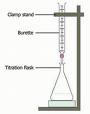 Clamp stand
Burette
Titration flask